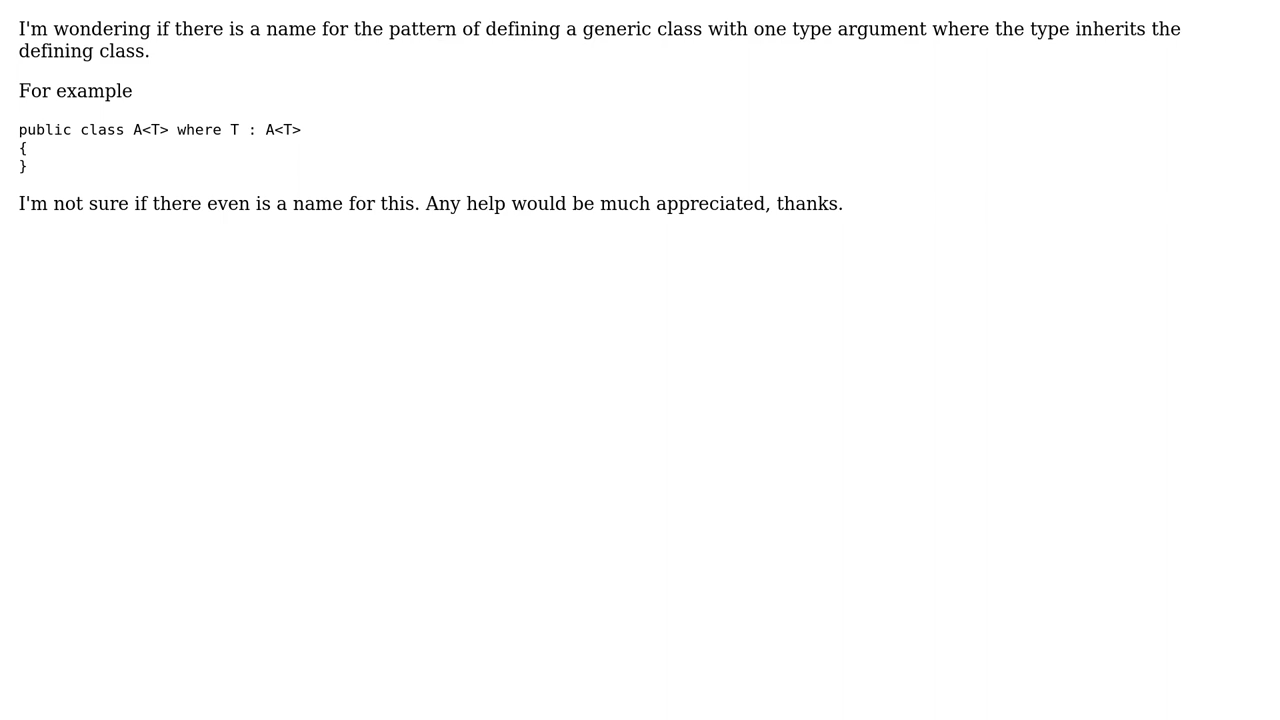 I'm wondering if there is a name for the pattern of defining a generic class with one type argument where the type inherits the
defining class.
For example
public class A<T> where T : A<T>
{
}
I'm not sure if there even is a name for this. Any help would be much appreciated, thanks.